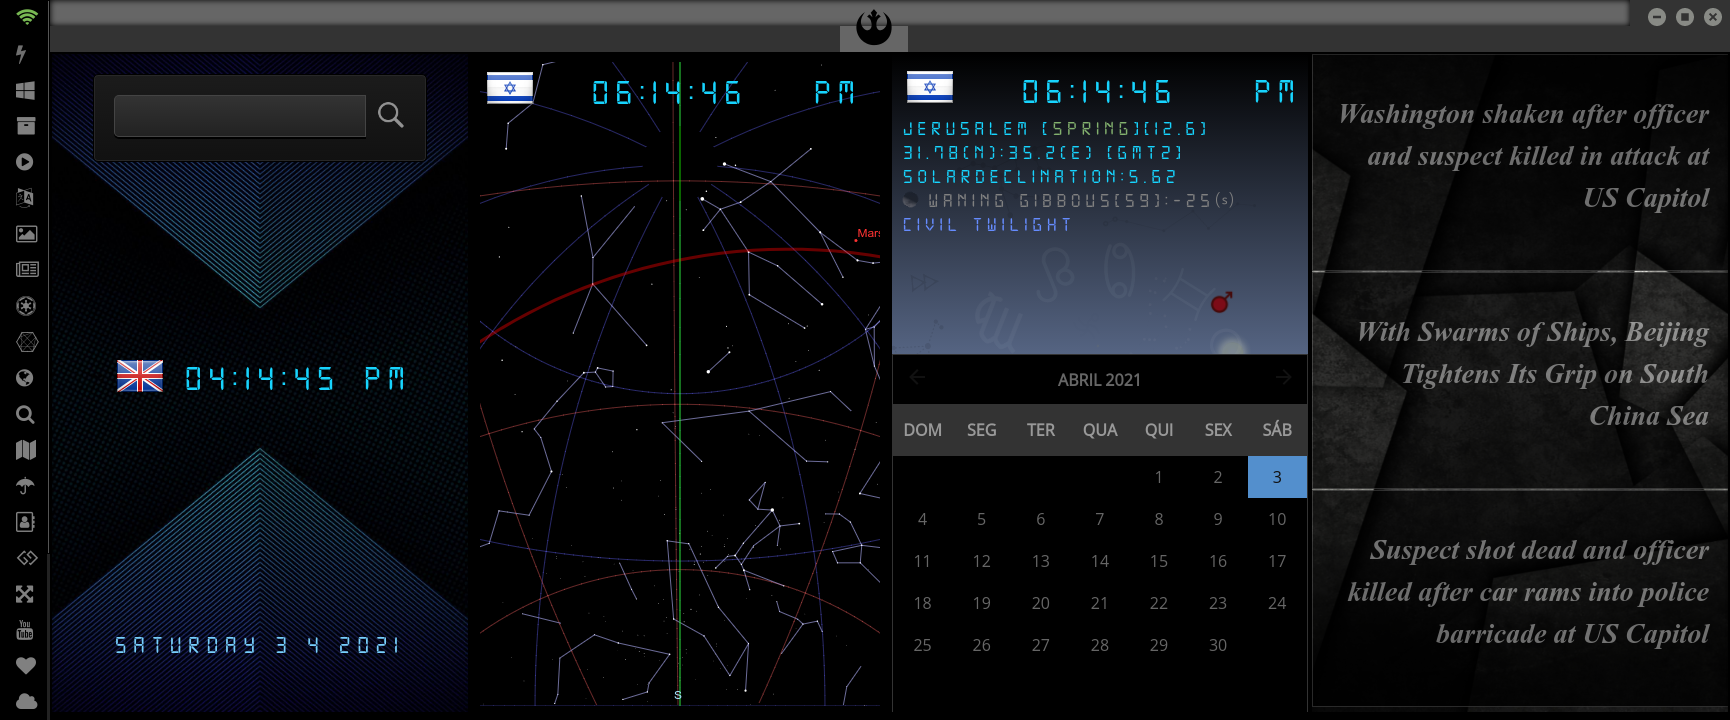 04:14:45 PM
SATURDAY 3 4 2021
06:14:46 PM
Mars
S
06:14:46 PM
JERUSALEM [SPRING][12.6]
31.78(N):35.2(E) [GMT2]
SOLARDECLINATION:5.62
WANING GIBBOUS[59]:-25(s)
CIVIL TWILIGHT
ABRIL 2021
DOM SEG TER QUA QUI SEX SÁB
1 2 3
4 5 6 7 8 9 10
11 12 13 14 15 16 17
18 19 20 21 22 23 24
25 26 27 28 29 30
Washington shaken after officer
and suspect killed in attack at
US Capitol
With Swarms of Ships, Beijing
Tightens Its Grip on South
China Sea
Suspect shot dead and officer
killed after car rams into police
barricade at US Capitol
You
Tube